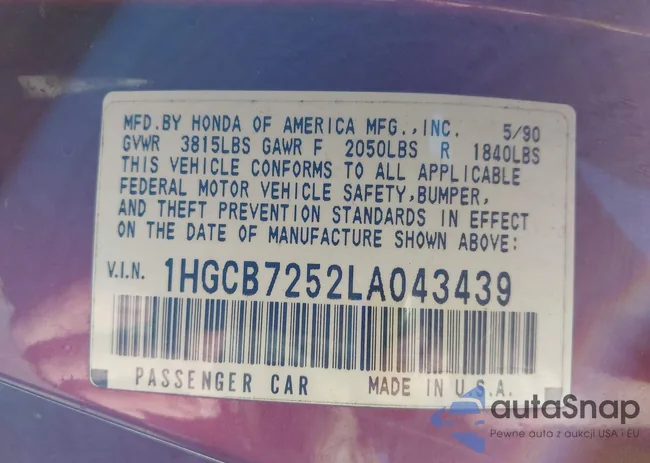 MFD.BY HONDA OF AMERICA MFG.,INC. 5/90
GVWR 3815LBS GAWR F 2050LBS R 1840LBS
THIS VEHICLE CONFORMS TO ALL APPLICABLE
FEDERAL MOTOR VEHICLE SAFETY,BUMPER,
AND THEFT PREVENTION STANDARDS IN EFFECT
ON THE DATE OF MANUFACTURE SHOWN ABOVE:
V.I.N. 1HGCB7252LA043439
PASSENGER CAR MADE IN U.S.A.
autaSnap
Pewne auta z aukcji USA i EU